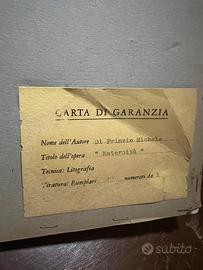 CARTA DI GARANZIA
Nome dell'Autore Di Prinzio Michele
Titolo dell'opera " Maternità "
Tecnica: Litografia
Tiratura: Esemplari numerati da 1
subito